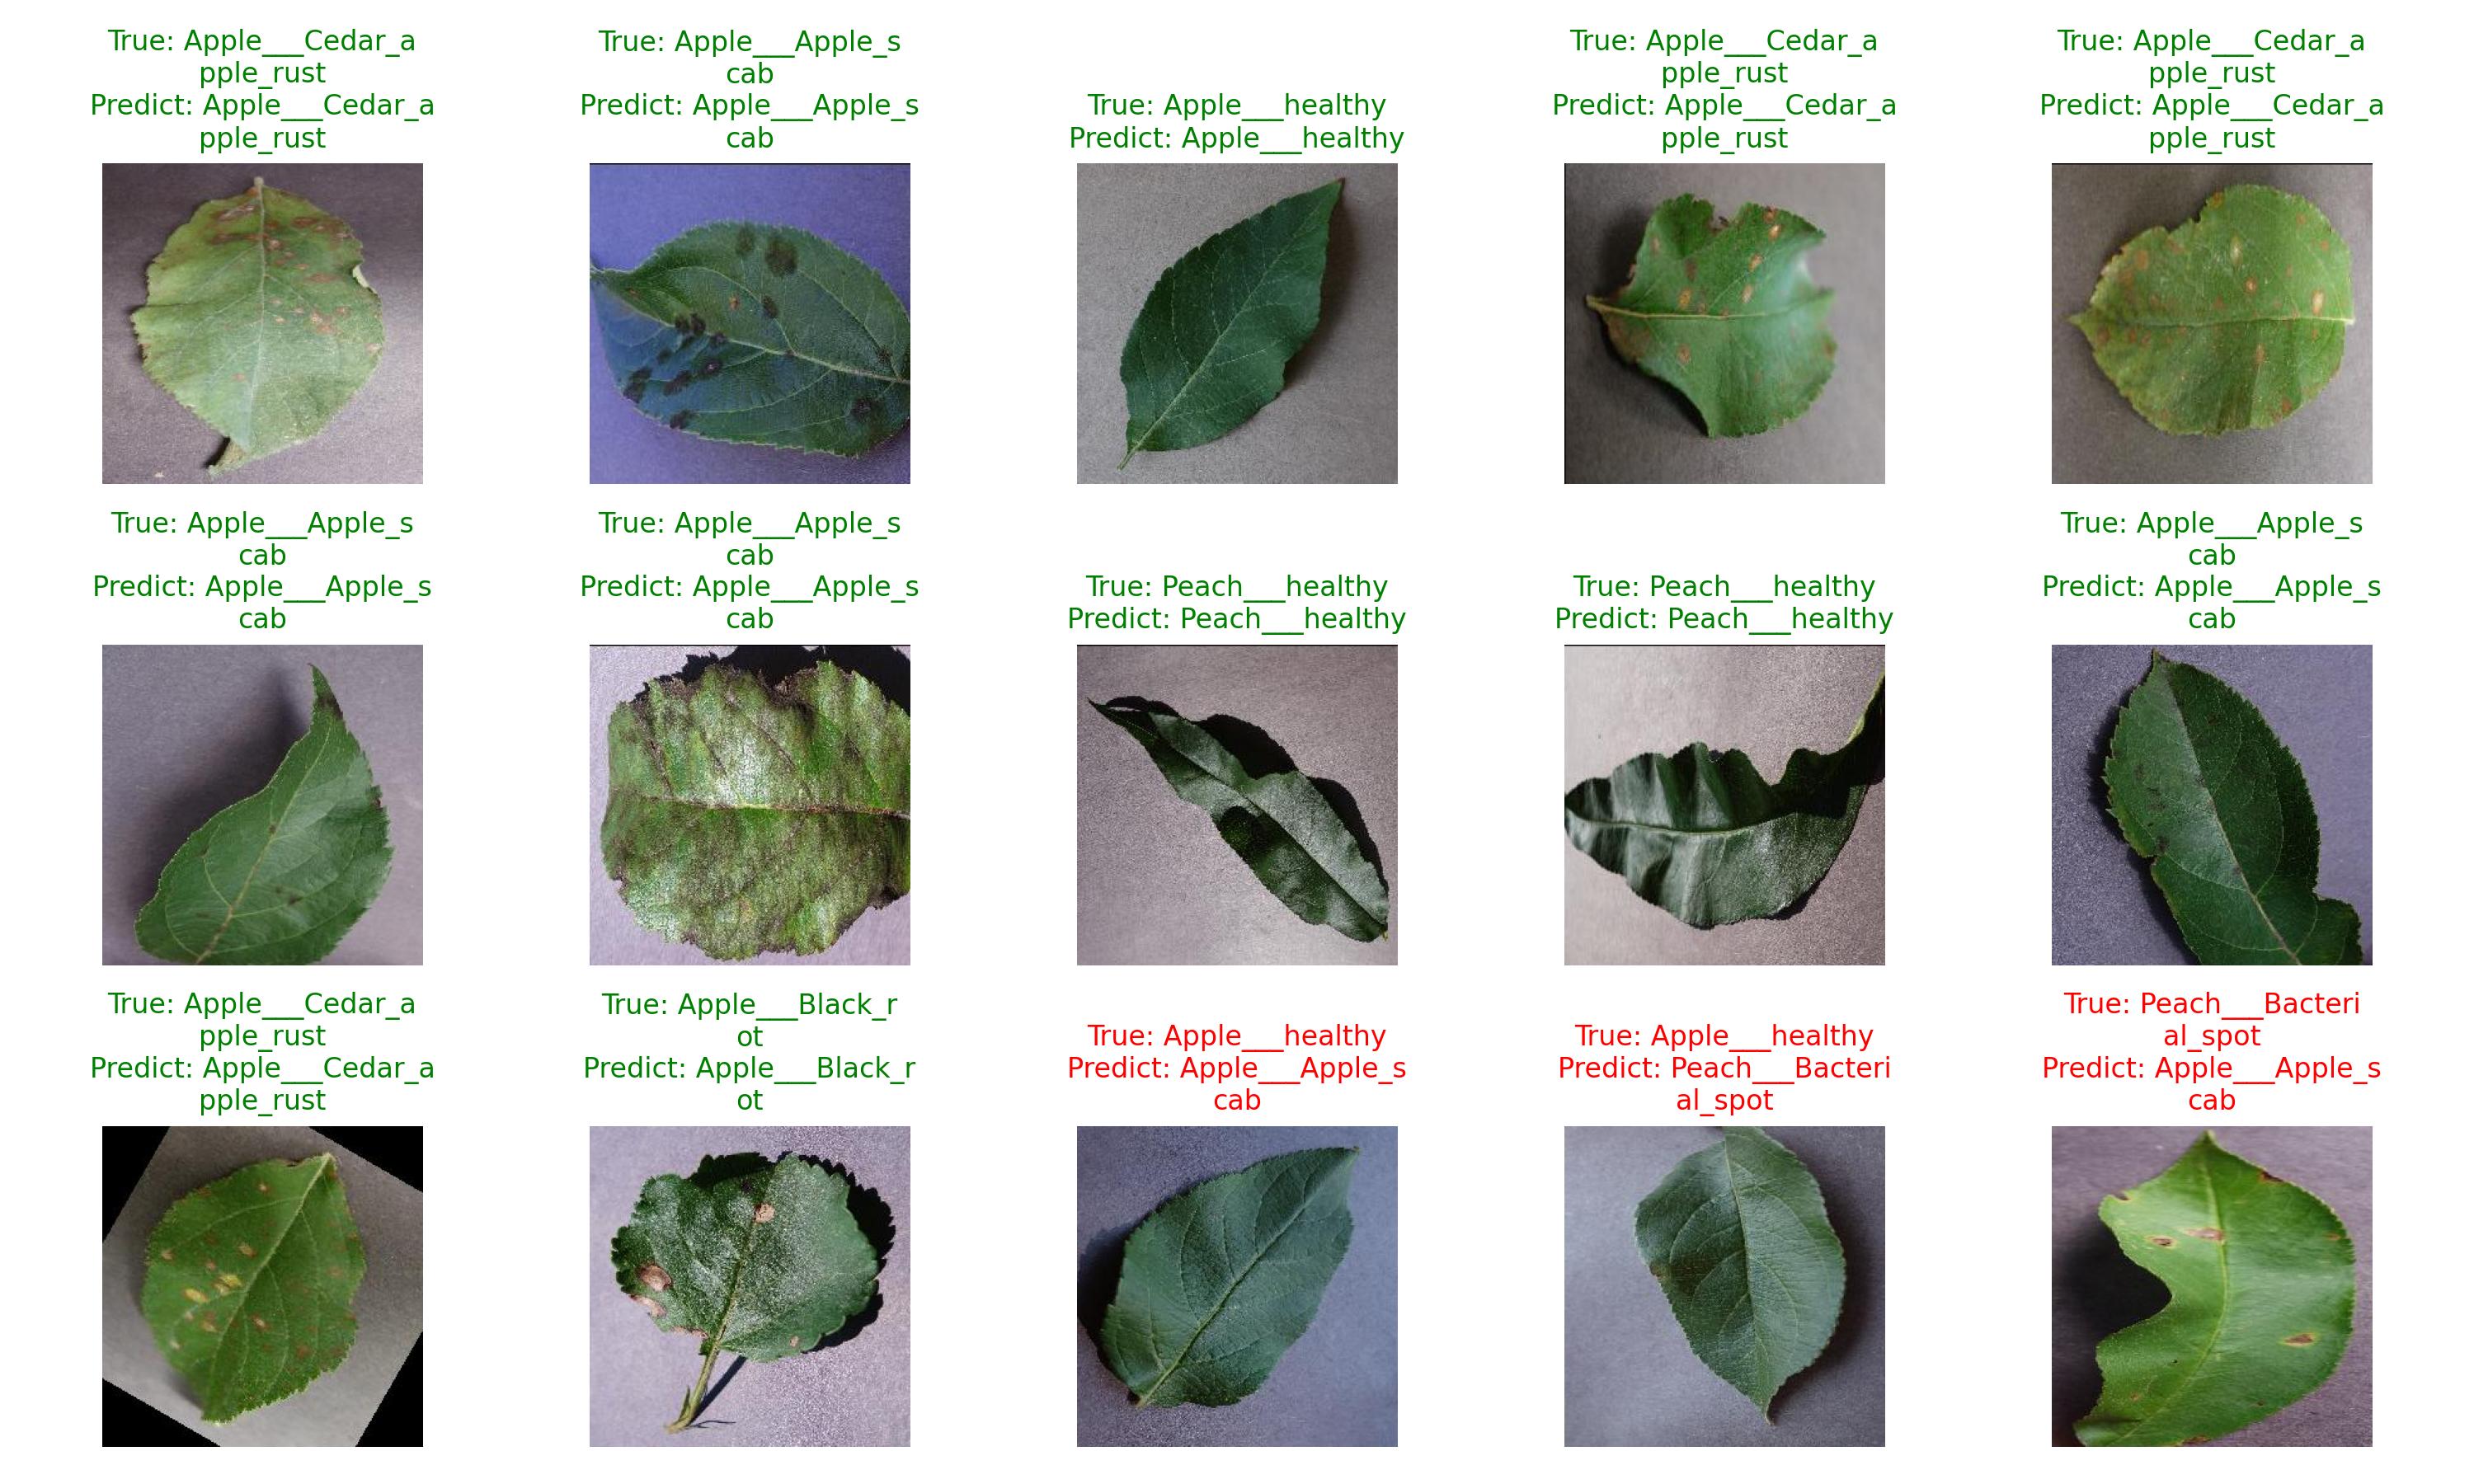 True: Apple___Cedar_a
pple_rust
Predict: Apple___Cedar_a
pple_rust
True: Apple___Apple_s
cab
Predict: Apple___Apple_s
cab
True: Apple___healthy
Predict: Apple___healthy
True: Apple___Cedar_a
pple_rust
Predict: Apple___Cedar_a
pple_rust
True: Apple___Cedar_a
pple_rust
Predict: Apple___Cedar_a
pple_rust
True: Apple___Apple_s
cab
Predict: Apple___Apple_s
cab
True: Apple___Apple_s
cab
Predict: Apple___Apple_s
cab
True: Peach___healthy
Predict: Peach___healthy
True: Peach___healthy
Predict: Peach___healthy
True: Apple___Apple_s
cab
Predict: Apple___Apple_s
cab
True: Apple___Cedar_a
pple_rust
Predict: Apple___Cedar_a
pple_rust
True: Apple___Black_r
ot
Predict: Apple___Black_r
ot
True: Apple___healthy
Predict: Apple___Apple_s
cab
True: Apple___healthy
Predict: Peach___Bacteri
al_spot
True: Peach___Bacteri
al_spot
Predict: Apple___Apple_s
cab